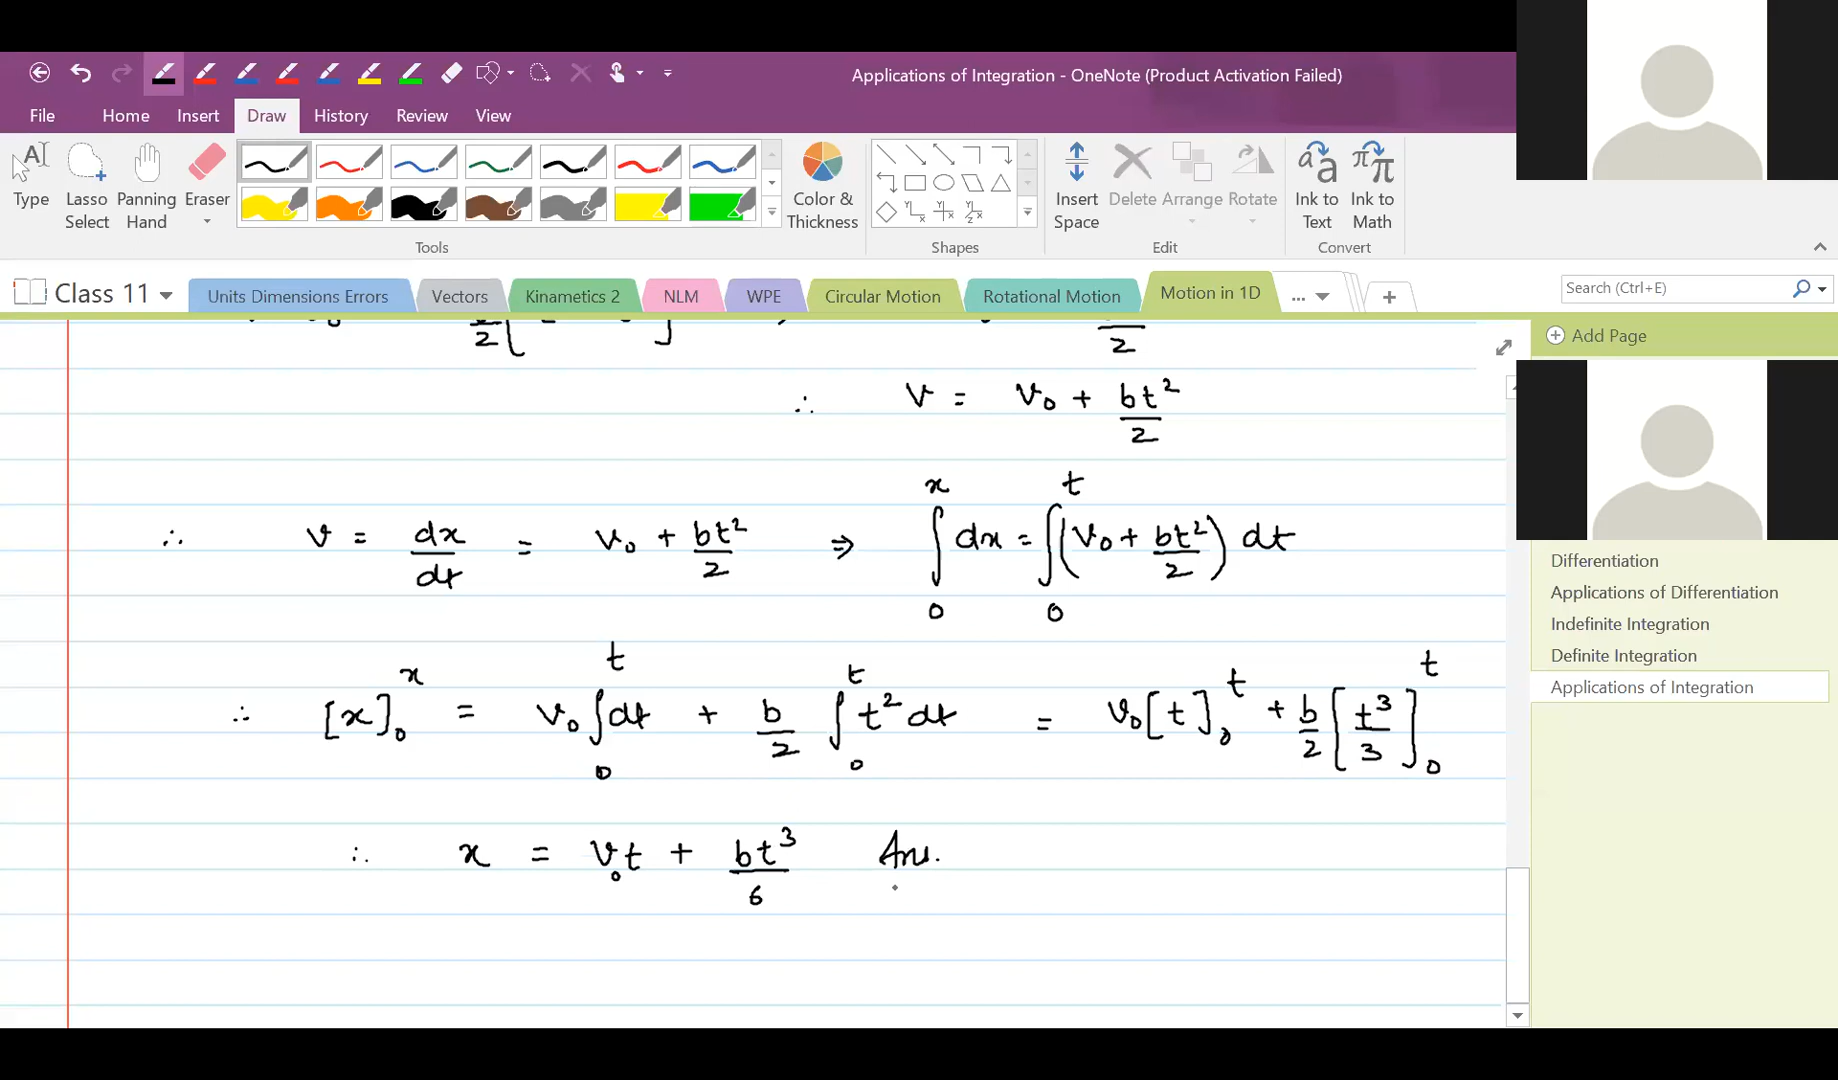 Applications of Integration - OneNote (Product Activation Failed)
File Home Insert Draw History Review View
Type
Lasso Select
Panning Hand
Eraser
Color & Thickness
Insert Space
Delete Arrange Rotate
Ink to Text
Ink to Math
Tools Shapes Edit Convert
Class 11 Units Dimensions Errors Vectors Kinametics 2 NLM WPE Circular Motion Rotational Motion Motion in 1D ... + Search (Ctrl+E)
Add Page
∴ v = v₀ + bt²/2
∴ v = dx/dt = v₀ + bt²/2 ⇒ ∫₀ˣ dx = ∫₀ᵗ (v₀ + bt²/2) dt
∴ [x]₀ˣ = v₀ ∫₀ᵗ dt + b/2 ∫₀ᵗ t² dt = v₀ [t]₀ᵗ + b/2 [t³/3]₀ᵗ
∴ x = v₀t + bt³/6 Ans.
Differentiation
Applications of Differentiation
Indefinite Integration
Definite Integration
Applications of Integration